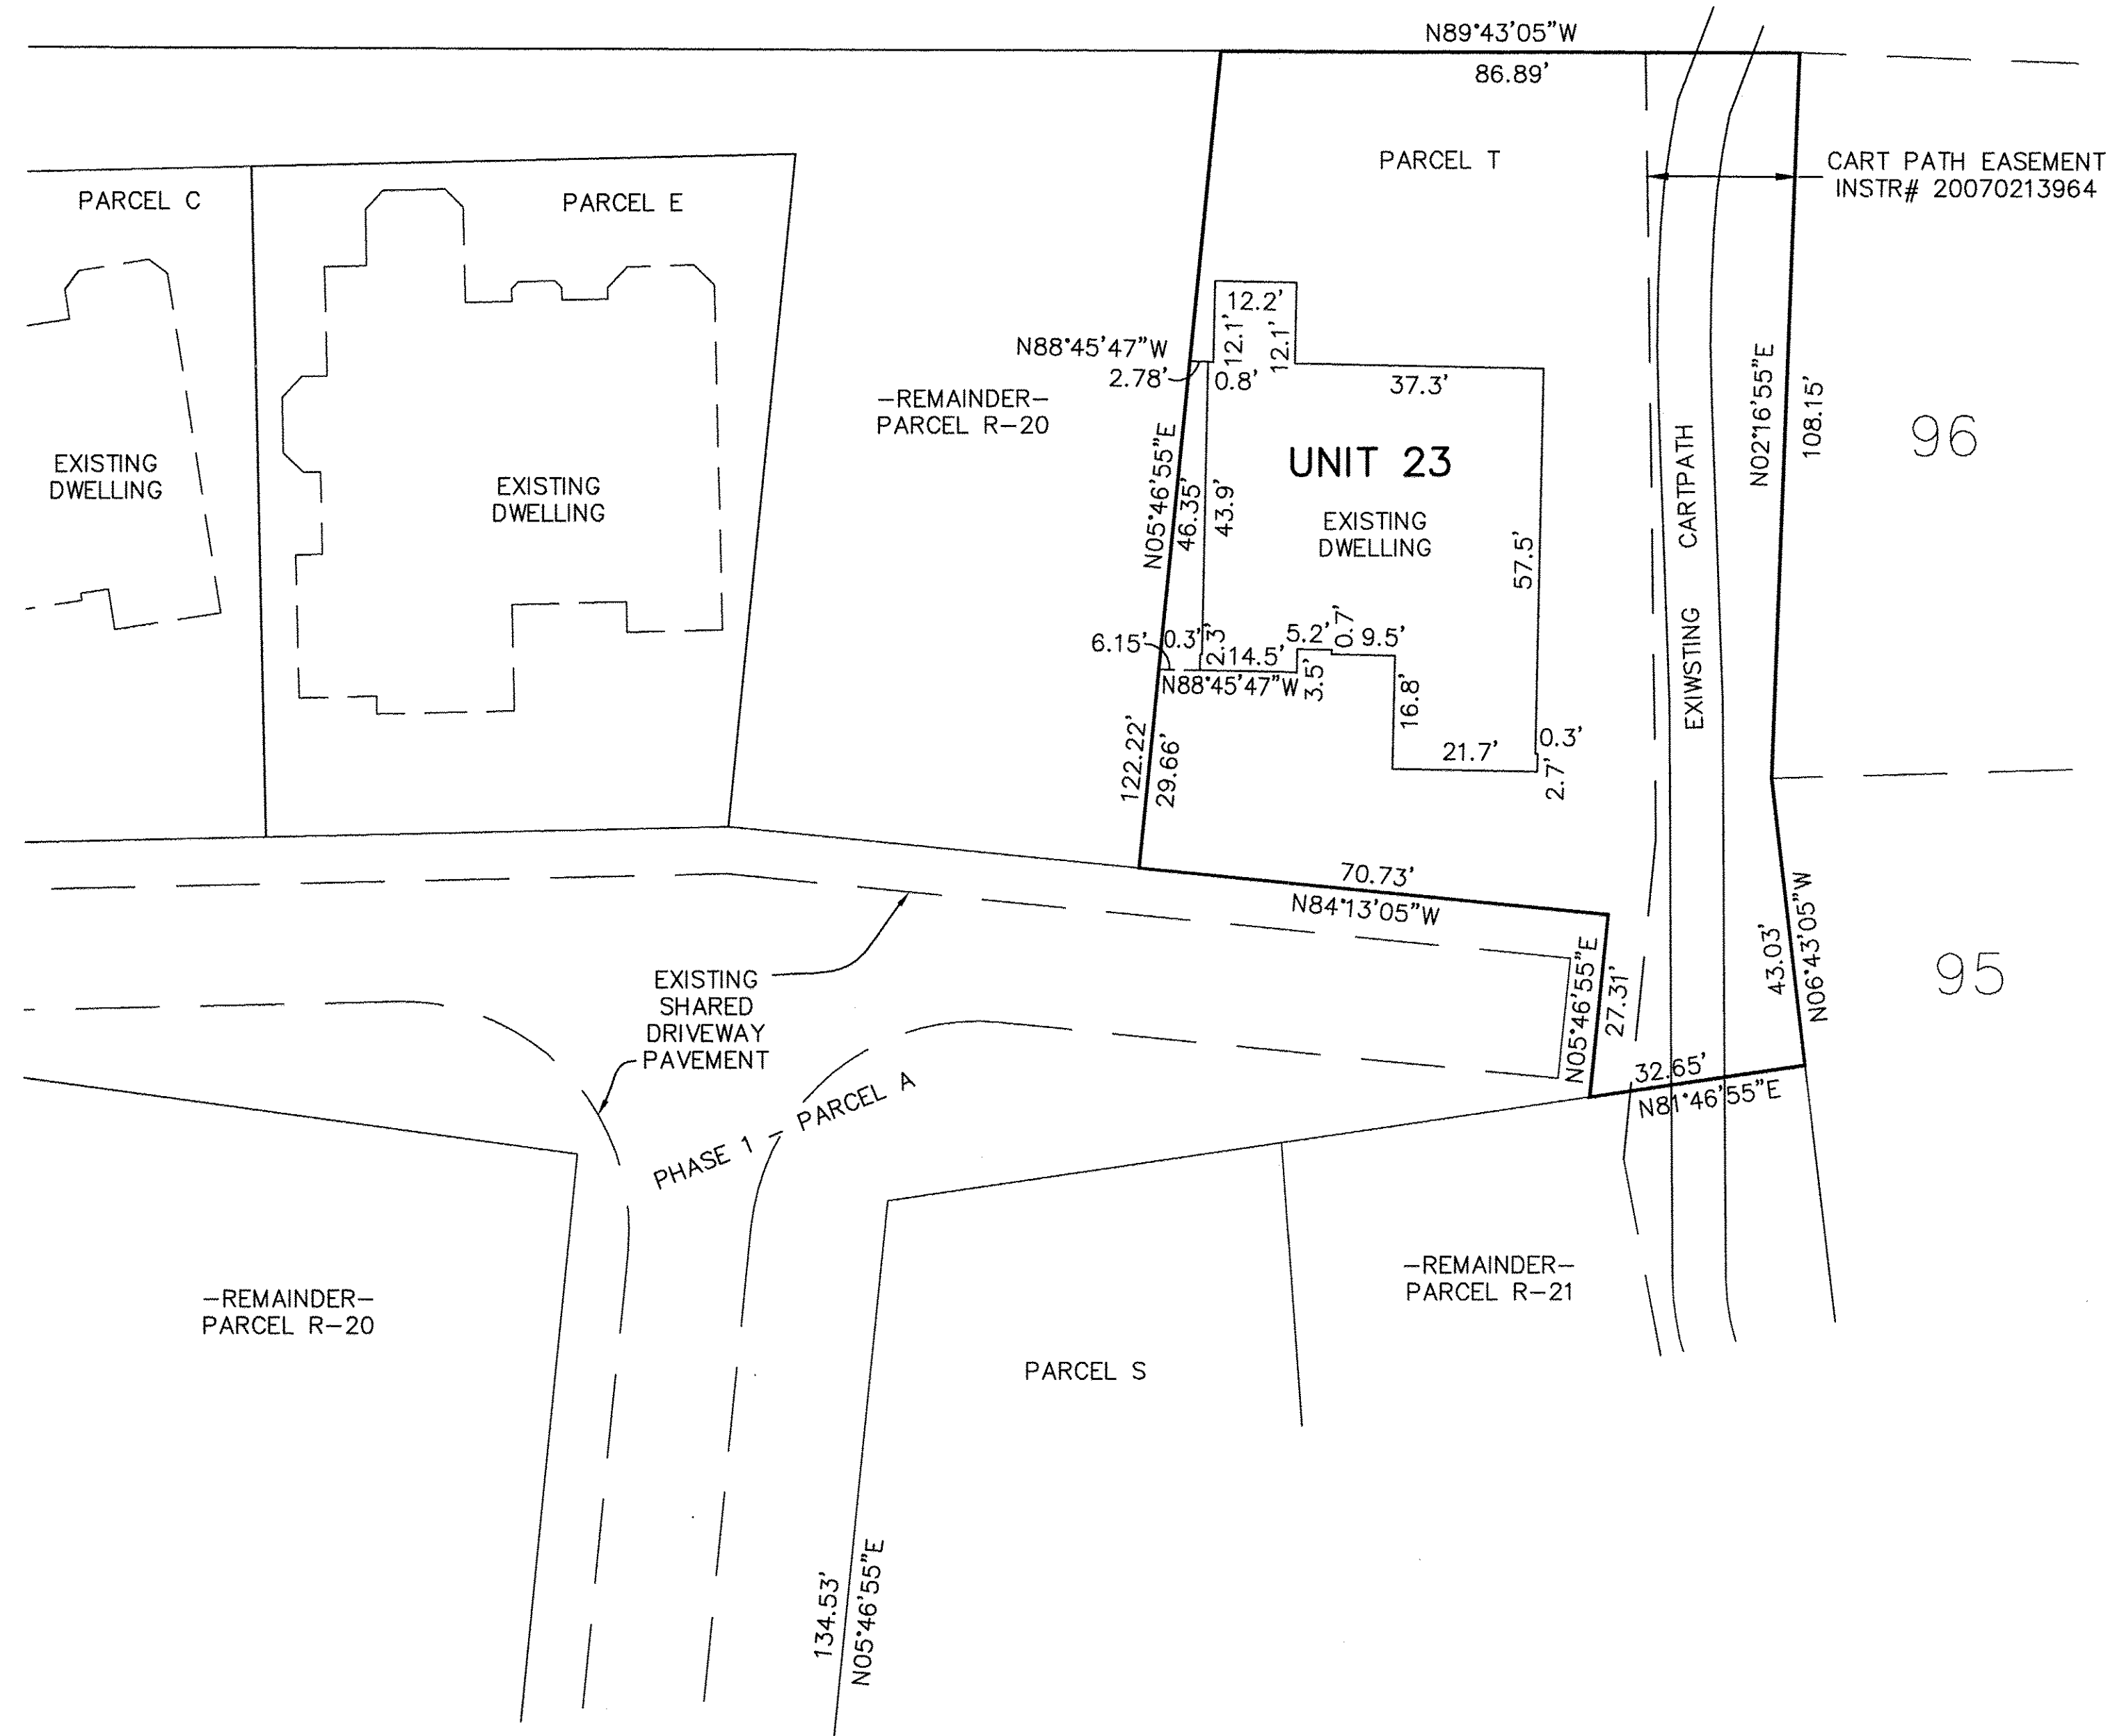 N89°43'05"W
86.89'
PARCEL T
CART PATH EASEMENT
INSTR# 20070213964
PARCEL C
PARCEL E
12.2'
12.1'
12.1'
N88°45'47"W
2.78'
0.8'
37.3'
-REMAINDER-
PARCEL R-20
N02°16'55"E
108.15'
96
UNIT 23
EXISTING
DWELLING
EXISTING
DWELLING
EXISTING
DWELLING
N05°46'55"E
46.35'
43.9'
57.5'
EXIWSTING CARTPATH
6.15'
0.3'
2.3'
14.5'
5.2'
0.7'
9.5'
N88°45'47"W
3.5'
16.8'
21.7'
0.3'
2.7'
122.22'
29.66'
70.73'
N84°13'05"W
43.03'
N06°43'05"W
95
N05°46'55"E
27.31'
32.65'
N81°46'55"E
EXISTING
SHARED
DRIVEWAY
PAVEMENT
PHASE 1 - PARCEL A
-REMAINDER-
PARCEL R-20
-REMAINDER-
PARCEL R-21
PARCEL S
134.53'
N05°46'55"E